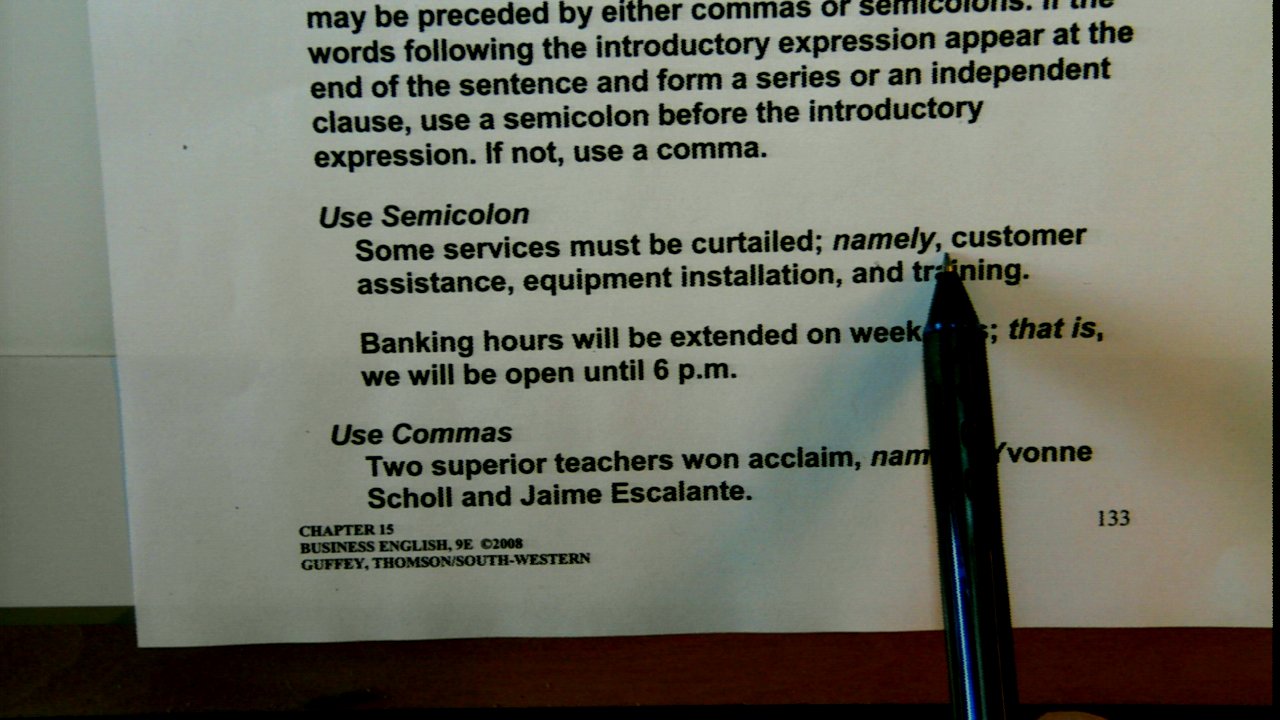 may be preceded by either commas or semicolons. If the
words following the introductory expression appear at the
end of the sentence and form a series or an independent
clause, use a semicolon before the introductory
expression. If not, use a comma.
Use Semicolon
Some services must be curtailed; namely, customer
assistance, equipment installation, and training.
Banking hours will be extended on that is,
we will be open until 6 p.m.
Use Commas
Two superior teachers won acclaim, Yvonne
Scholl and Jaime Escalante.
CHAPTER 15
BUSINESS ENGLISH, 9E ©2008
GUFFEY, THOMSON/SOUTH-WESTERN
133